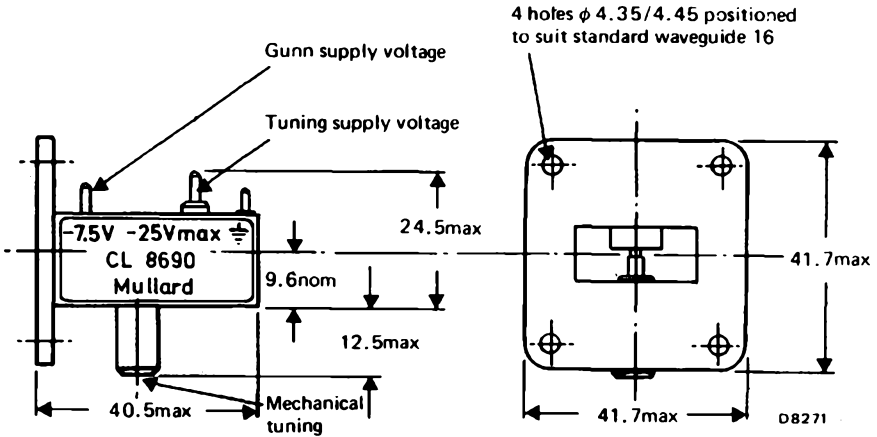 4 holes ϕ 4.35/4.45 positioned
to suit standard waveguide 16
Gunn supply voltage
Tuning supply voltage
-7.5V -25Vmax
CL 8690
Mullard
24.5max
9.6nom
12.5max
40.5max
Mechanical
tuning
41.7max
41.7max
D8271